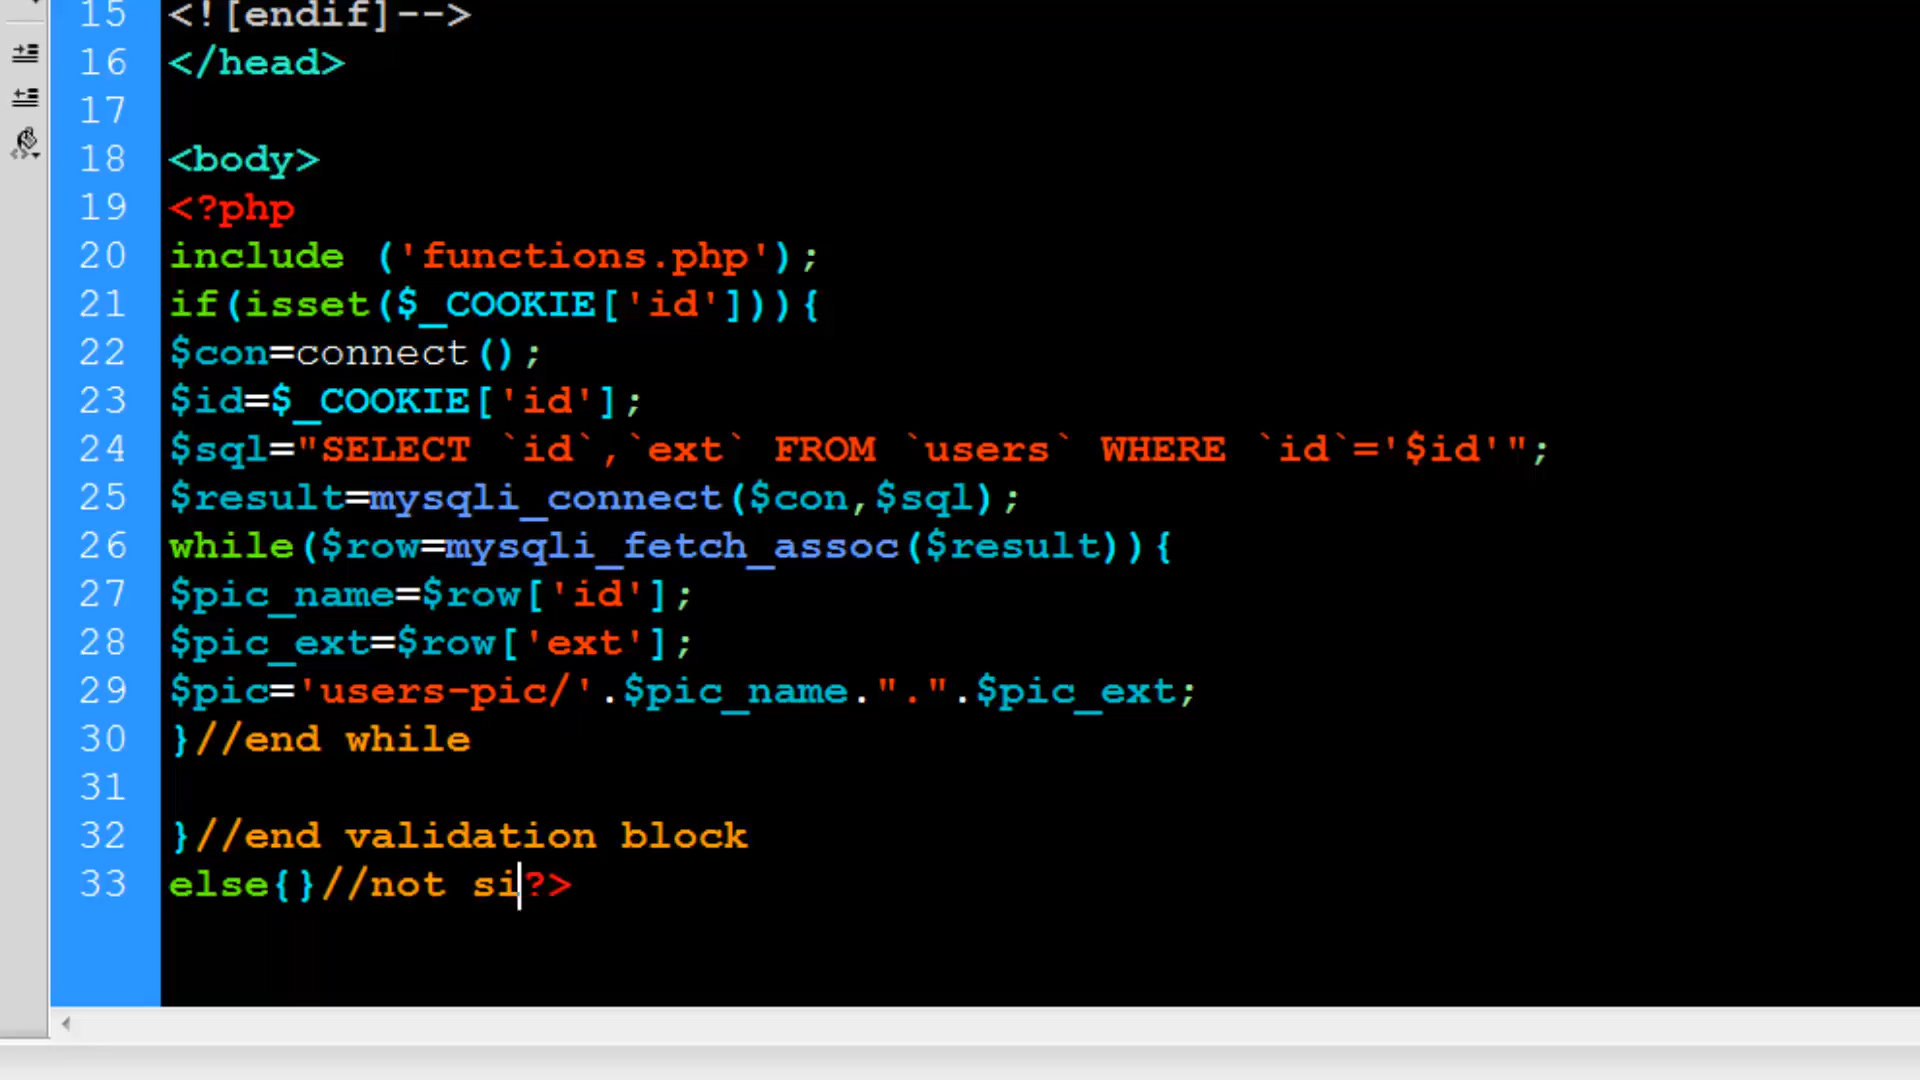 15 <![endif]-->
16 </head>
17
18 <body>
19 <?php
20 include ('functions.php');
21 if(isset($_COOKIE['id'])){
22 $con=connect();
23 $id=$_COOKIE['id'];
24 $sql="SELECT `id`,`ext` FROM `users` WHERE `id`='$id'";
25 $result=mysqli_connect($con,$sql);
26 while($row=mysqli_fetch_assoc($result)){
27 $pic_name=$row['id'];
28 $pic_ext=$row['ext'];
29 $pic='users-pic/'.$pic_name.".".$pic_ext;
30 }//end while
31
32 }//end validation block
33 else{}//not si?>